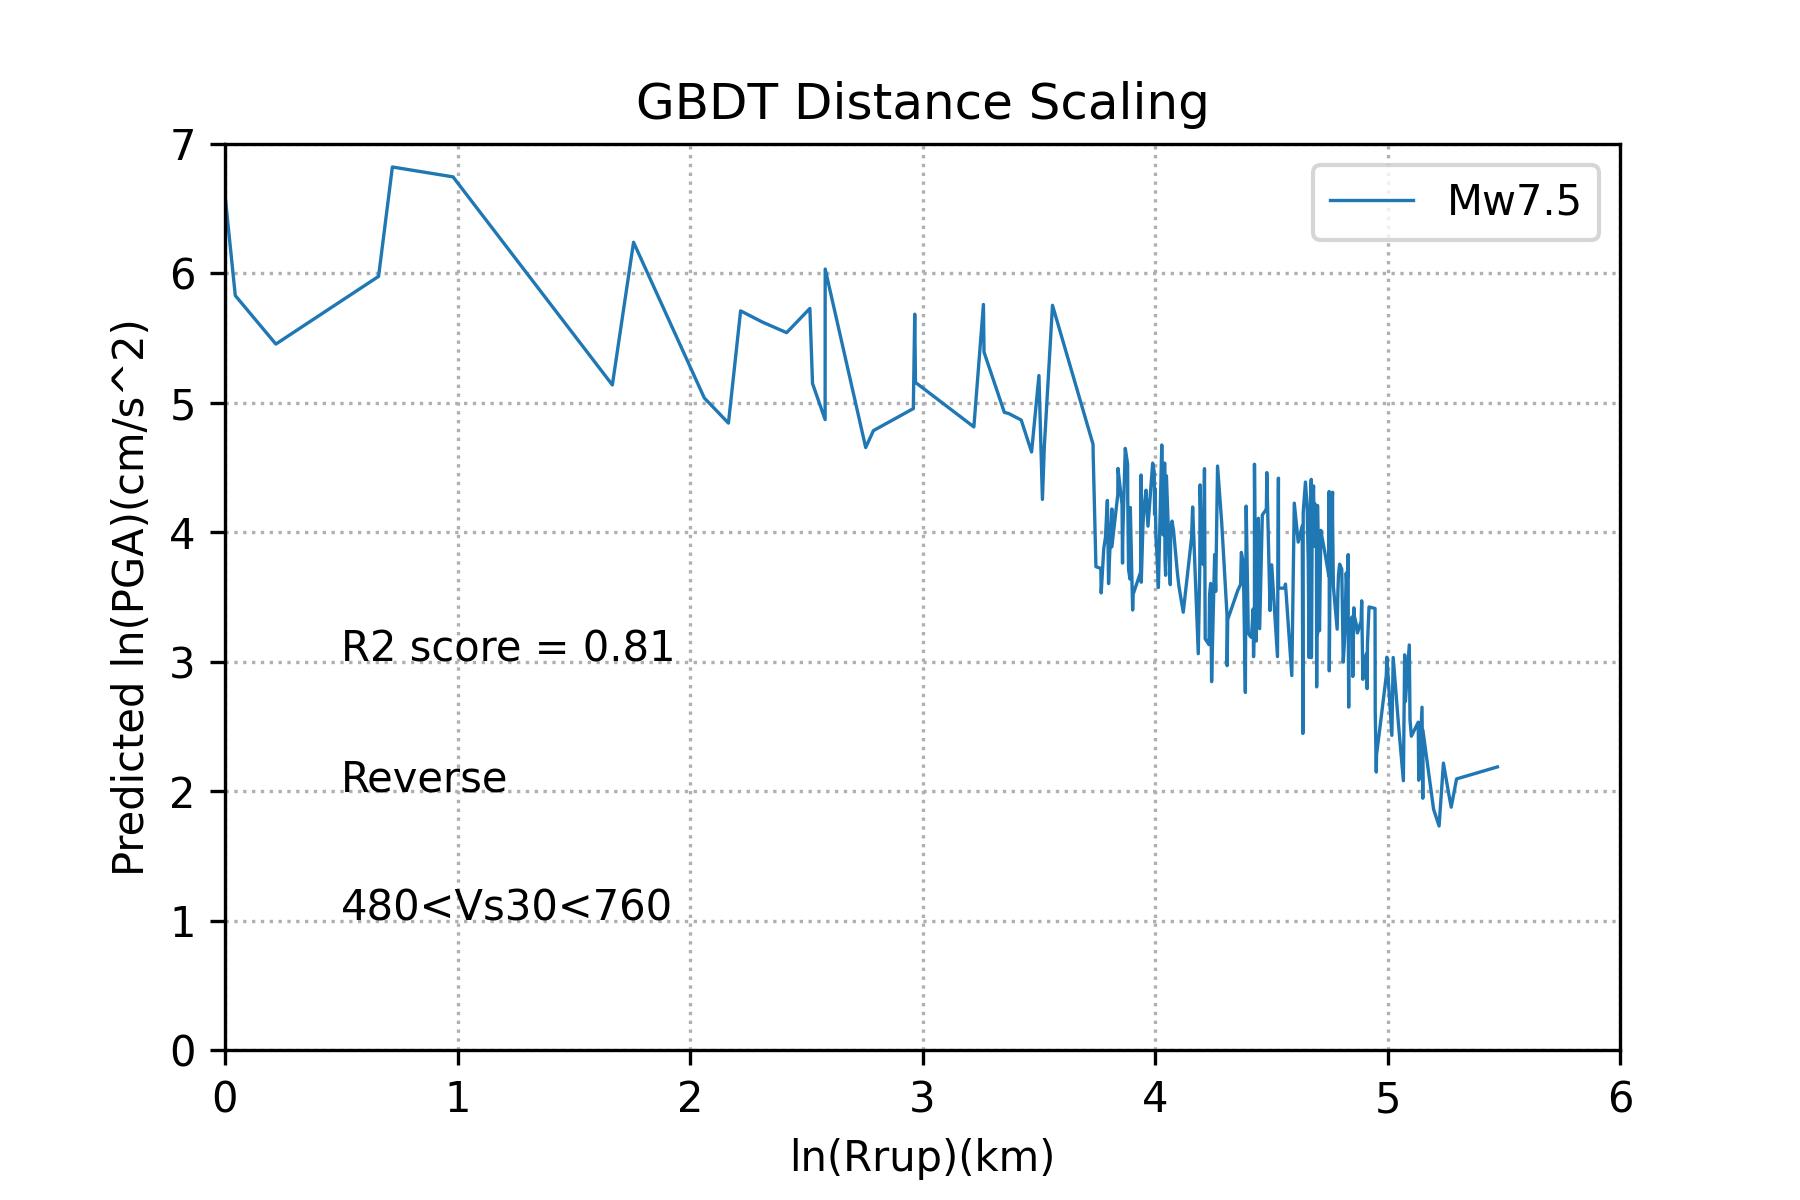 GBDT Distance Scaling
Mw7.5
Predicted ln(PGA)(cm/s^2)
7
6
5
4
3
2
1
0
R2 score = 0.81
Reverse
480<Vs30<760
0 1 2 3 4 5 6
ln(Rrup)(km)